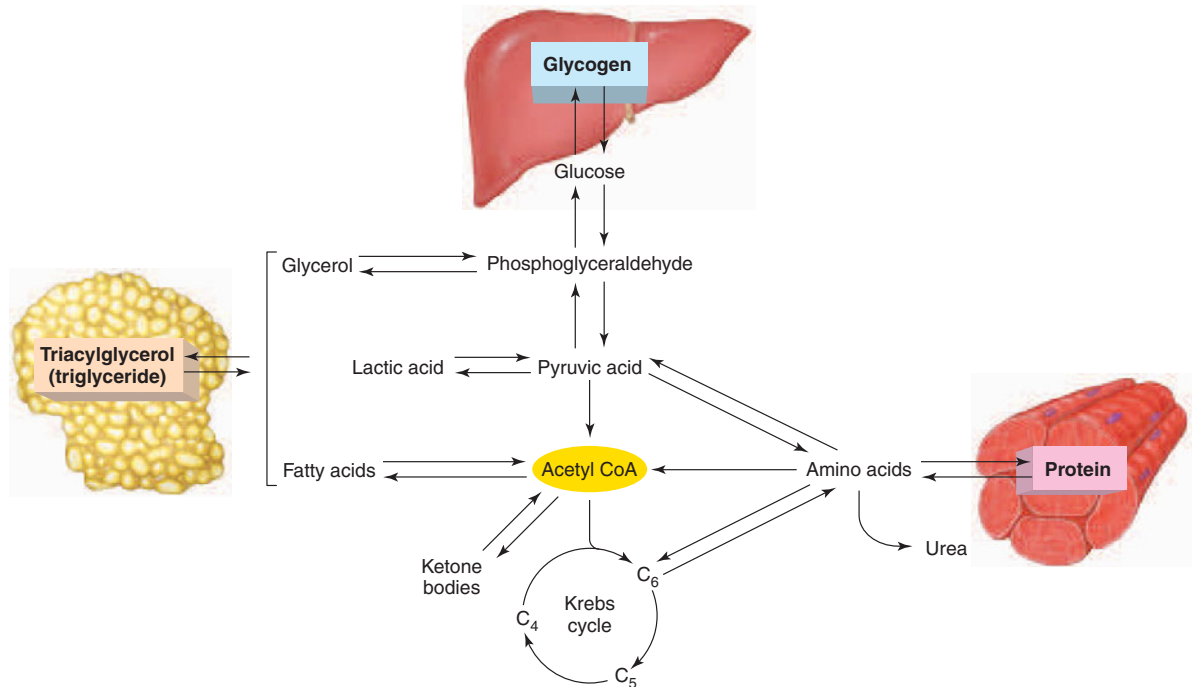 Glycogen
Glucose
Glycerol
Phosphoglyceraldehyde
Triacylglycerol
(triglyceride)
Lactic acid
Pyruvic acid
Fatty acids
Acetyl CoA
Amino acids
Protein
Urea
Ketone
bodies
C₆
Krebs
cycle
C₄
C₅